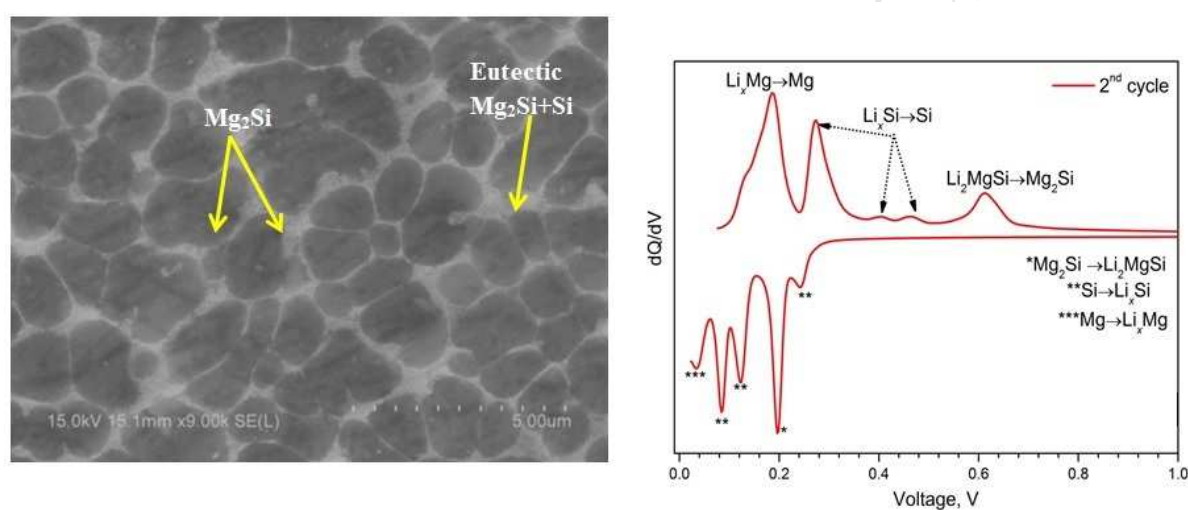 Eutectic
Mg₂Si+Si
Mg₂Si
15.0kV 15.1mm x9.00k SE(L)
5.00um
2ⁿᵈ cycle
LiₓMg→Mg
LiₓSi→Si
Li₂MgSi→Mg₂Si
dQ/dV
*Mg₂Si →Li₂MgSi
**Si→LiₓSi
***Mg→LiₓMg
**
***
**
**
*
0.0 0.2 0.4 0.6 0.8 1.0
Voltage, V